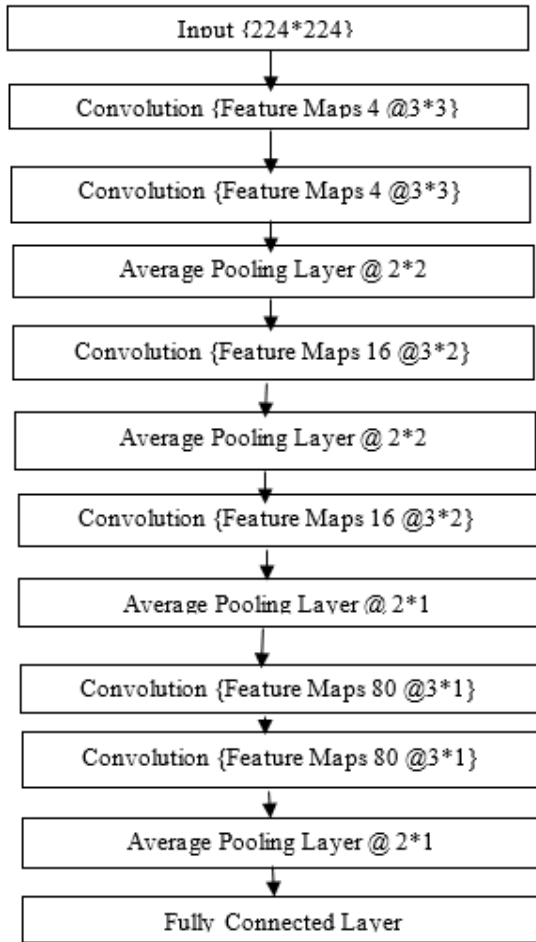 Input {224*224}
Convolution {Feature Maps 4 @3*3}
Convolution {Feature Maps 4 @3*3}
Average Pooling Layer @ 2*2
Convolution {Feature Maps 16 @3*2}
Average Pooling Layer @ 2*2
Convolution {Feature Maps 16 @3*2}
Average Pooling Layer @ 2*1
Convolution {Feature Maps 80 @3*1}
Convolution {Feature Maps 80 @3*1}
Average Pooling Layer @ 2*1
Fully Connected Layer